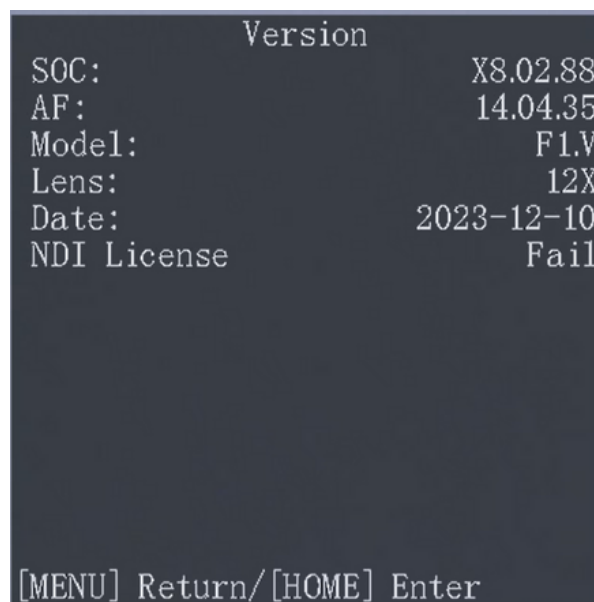 Version
SOC: X8.02.88
AF: 14.04.35
Model: F1.V
Lens: 12X
Date: 2023-12-10
NDI License Fail
[MENU] Return/[HOME] Enter